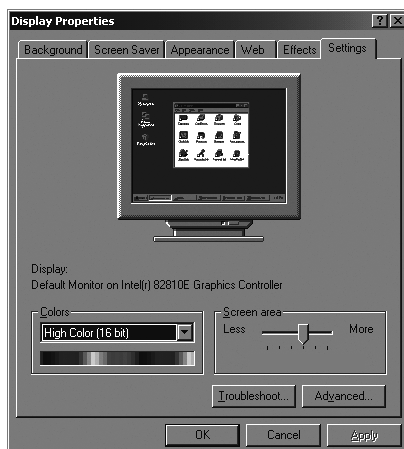 Display Properties
Background Screen Saver Appearance Web Effects Settings
Display:
Default Monitor on Intel(r) 82810E Graphics Controller
Colors
High Color (16 bit)
Screen area
Less More
Troubleshoot... Advanced...
OK Cancel Apply